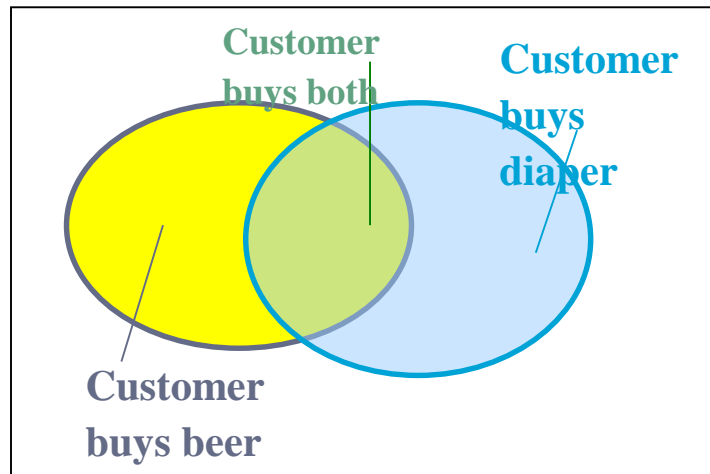 Customer
buys both
Customer
buys
diaper
Customer
buys beer